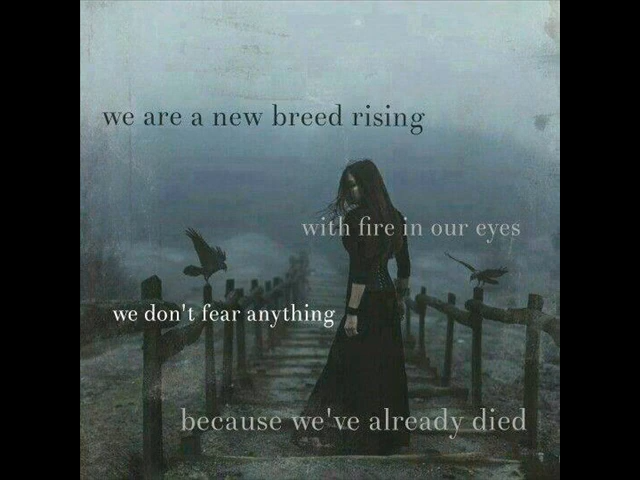 we are a new breed rising
with fire in our eyes
we don't fear anything
because we've already died